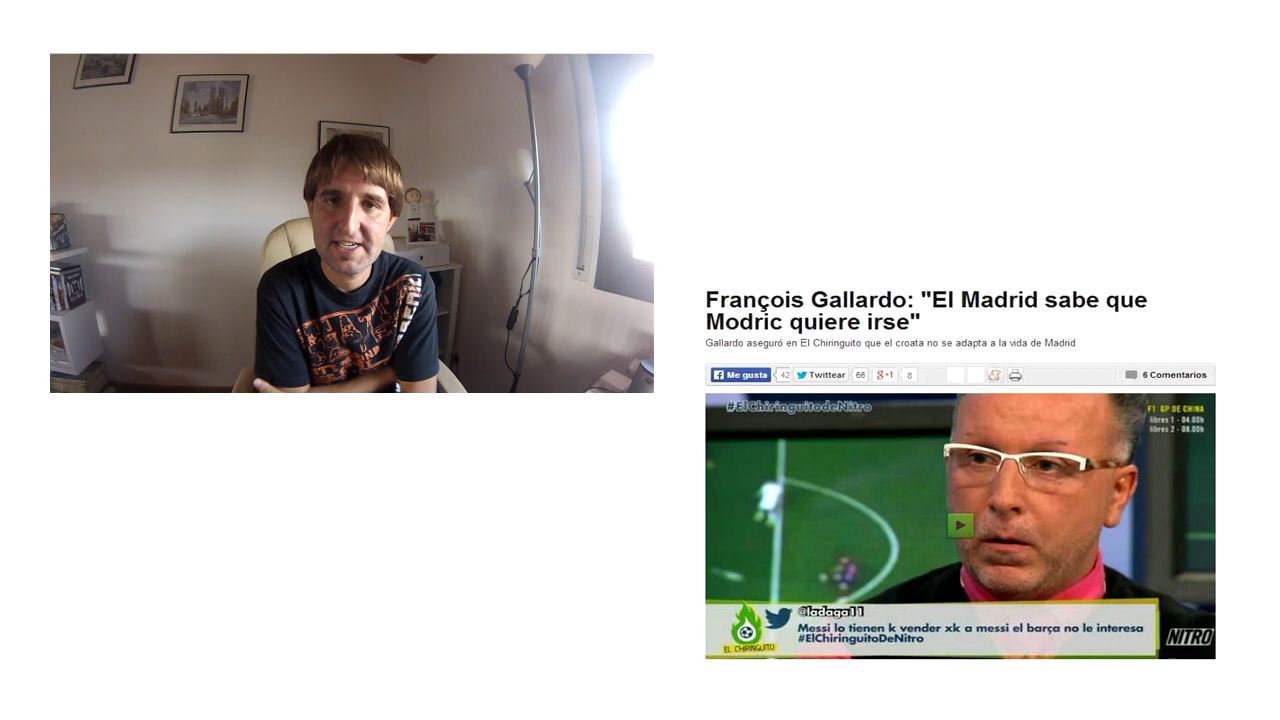 François Gallardo: "El Madrid sabe que
Modric quiere irse"
Gallardo aseguró en El Chiringuito que el croata no se adapta a la vida de Madrid
Me gusta 42 Twittear 66 +1 8 6 Comentarios
#ElChiringuitodeNitro
F1 GP DE CHINA
libres 1 - 04.00h
libres 2 - 08.00h
@ladaga11
Messi lo tienen k vender xk a messi el barça no le interesa
#ElChiringuitoDeNitro
EL CHIRINGUITO
NITRO